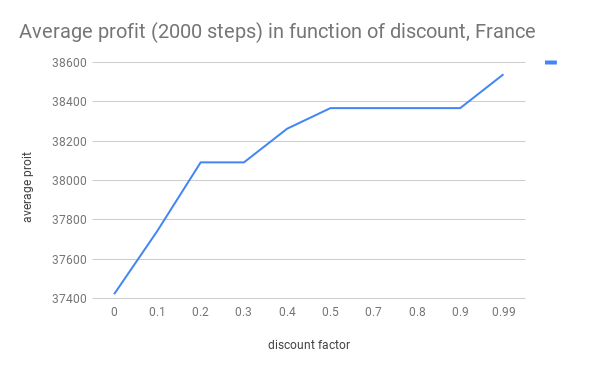 Average profit (2000 steps) in function of discount, France
38600
38400
38200
38000
37800
37600
37400
average proit
0 0.1 0.2 0.3 0.4 0.5 0.7 0.8 0.9 0.99
discount factor